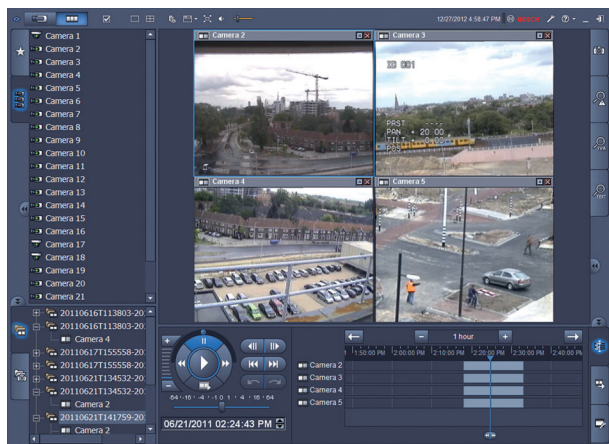 12/27/2012 4:58:47 PM
BOSCH
Camera 1
Camera 2
Camera 3
Camera 4
Camera 5
Camera 6
Camera 7
Camera 8
Camera 9
Camera 10
Camera 11
Camera 12
Camera 13
Camera 14
Camera 15
Camera 16
Camera 17
Camera 18
Camera 19
Camera 20
Camera 21
20110616T113803-20
20110616T113803-20
Camera 4
20110617T155558-20
20110617T155558-20
20110621T134532-20
20110621T134532-20
Camera 2
20110621T141759-20
Camera 2
Camera 2
Camera 3
ID 001
PAN + 20 00
Camera 4
Camera 5
-64 -16 -4 -1 0 1 4 16 64
06/21/2011 02:24:43 PM
1 hour
1:50:00 PM 2:00:00 PM 2:10:00 PM 2:20:00 PM 2:30:00 PM 2:40:00 PM
Camera 2
Camera 3
Camera 4
Camera 5